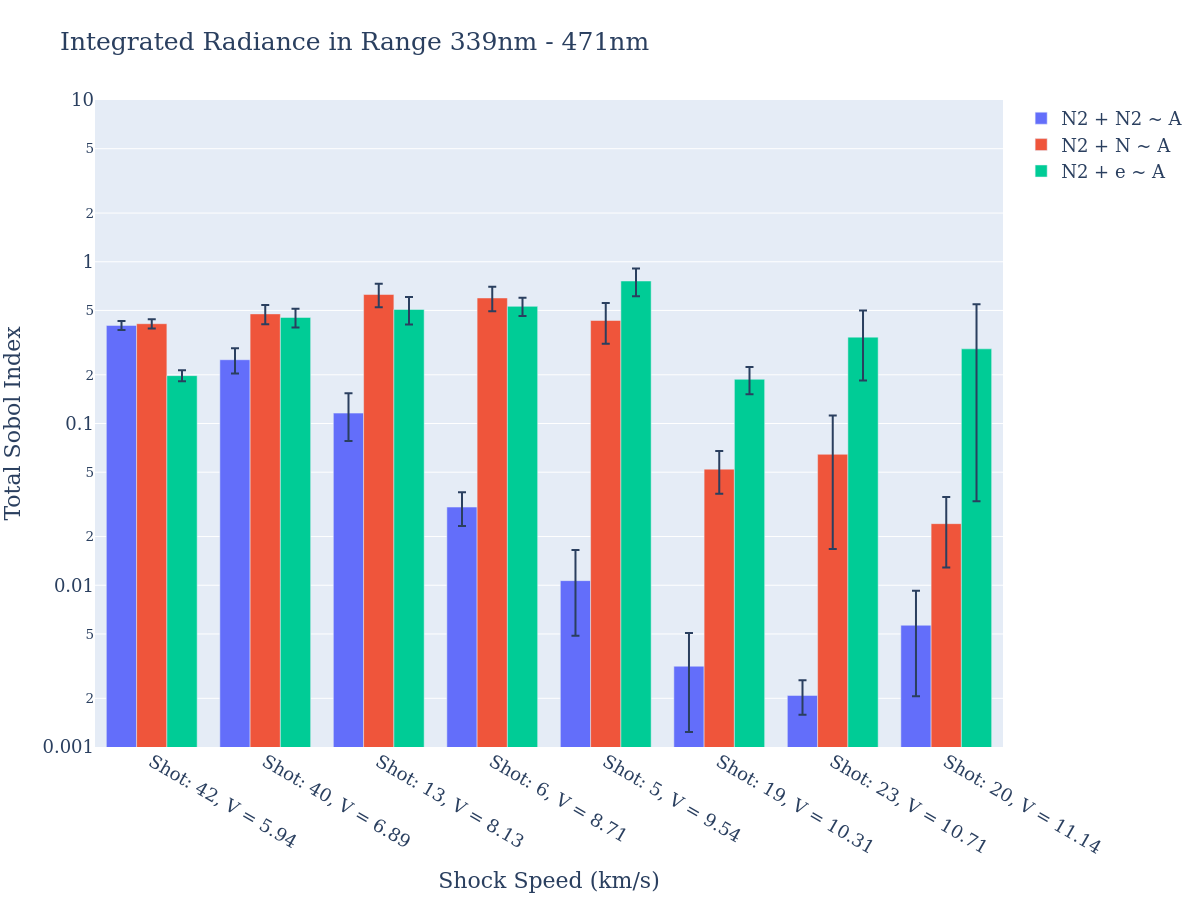 Integrated Radiance in Range 339nm - 471nm
10
5
2
1
5
2
0.1
5
2
0.01
5
2
0.001
Total Sobol Index
N2 + N2 ~ A
N2 + N ~ A
N2 + e ~ A
Shot: 42, V = 5.94
Shot: 40, V = 6.89
Shot: 13, V = 8.13
Shot: 6, V = 8.71
Shot: 5, V = 9.54
Shot: 19, V = 10.31
Shot: 23, V = 10.71
Shot: 20, V = 11.14
Shock Speed (km/s)